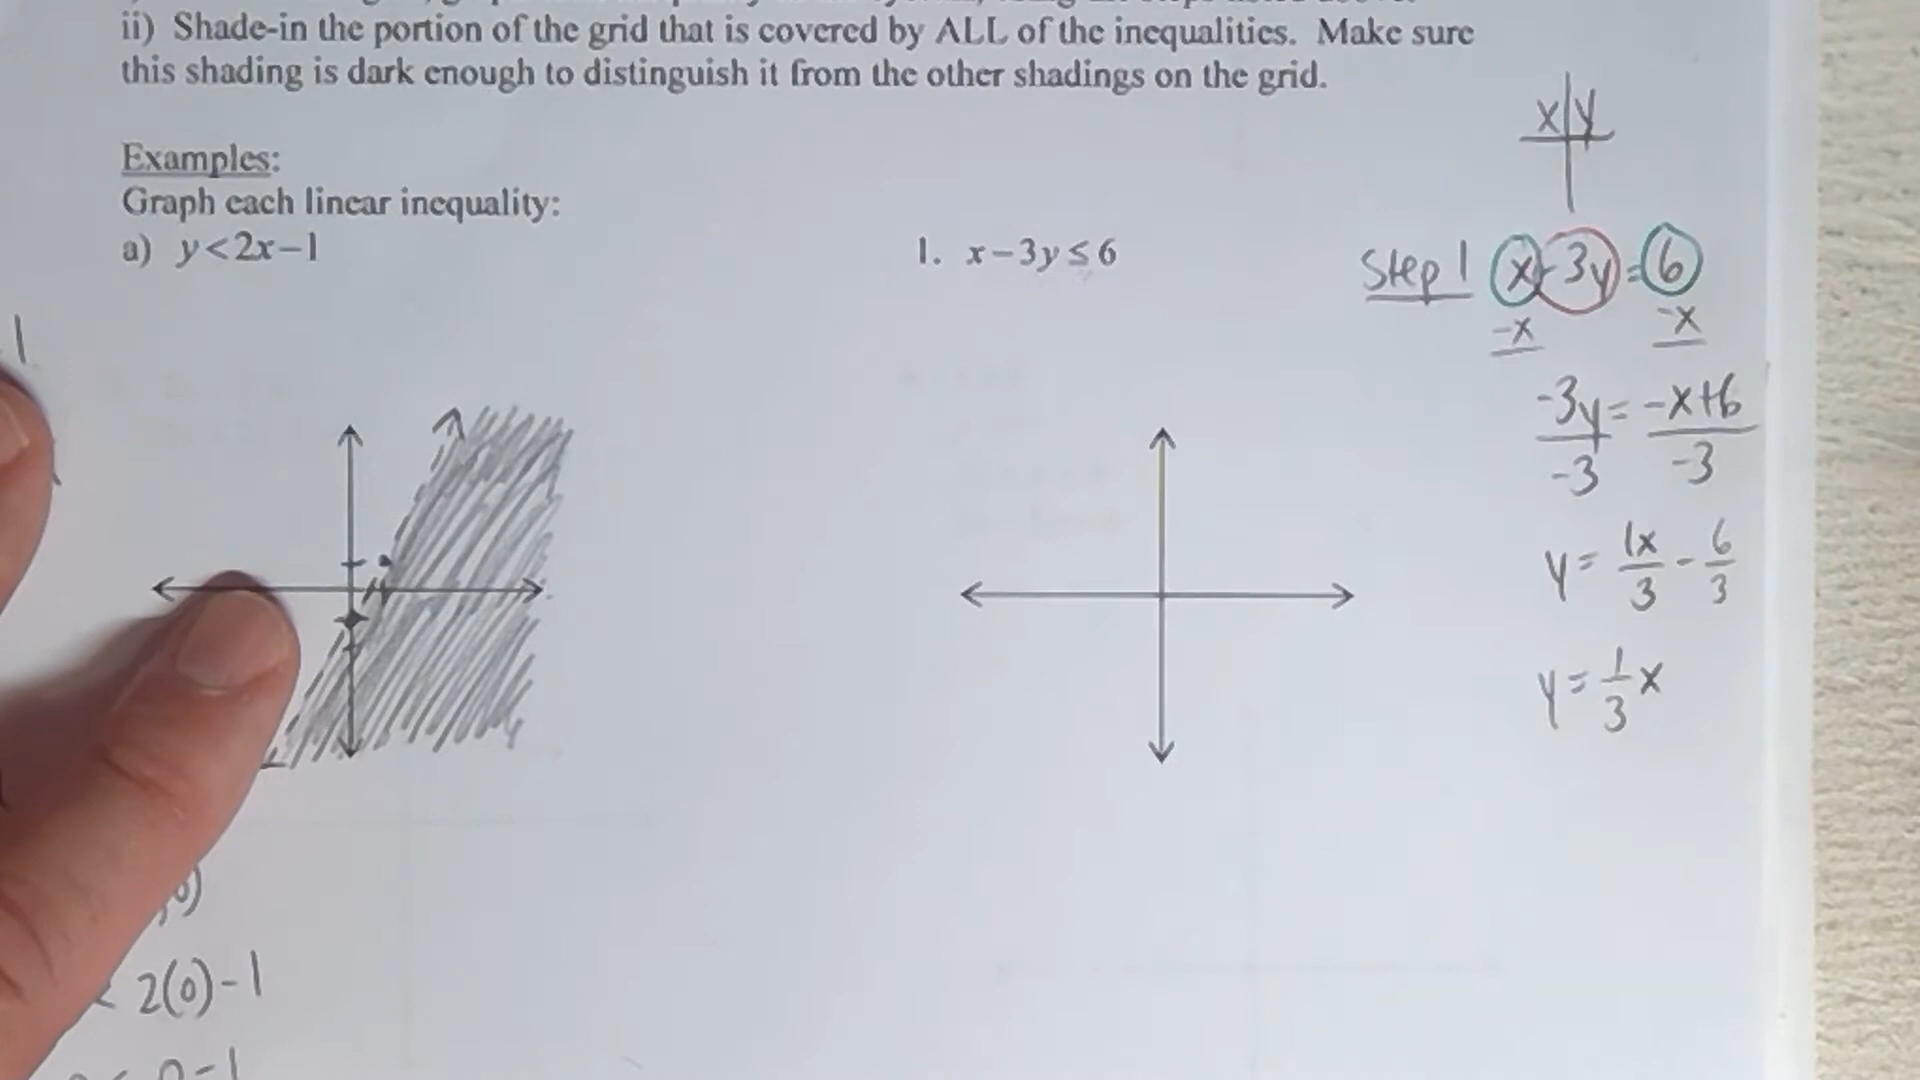 ii) Shade-in the portion of the grid that is covered by ALL of the inequalities. Make sure
this shading is dark enough to distinguish it from the other shadings on the grid.
Examples:
Graph each linear inequality:
a) y<2x-1
1. x-3y≤6
x|y
Step 1 x-3y=6
-x -x
-3y = -x+6
-3 -3
y = 1x/3 - 6/3
y = 1/3 x
1
2(0)-1
0-1